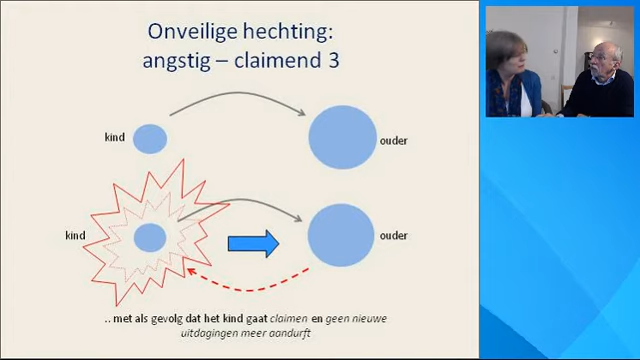 Onveilige hechting:
angstig – claimend 3
kind
ouder
kind
ouder
.. met als gevolg dat het kind gaat claimen en geen nieuwe
uitdagingen meer aandurft